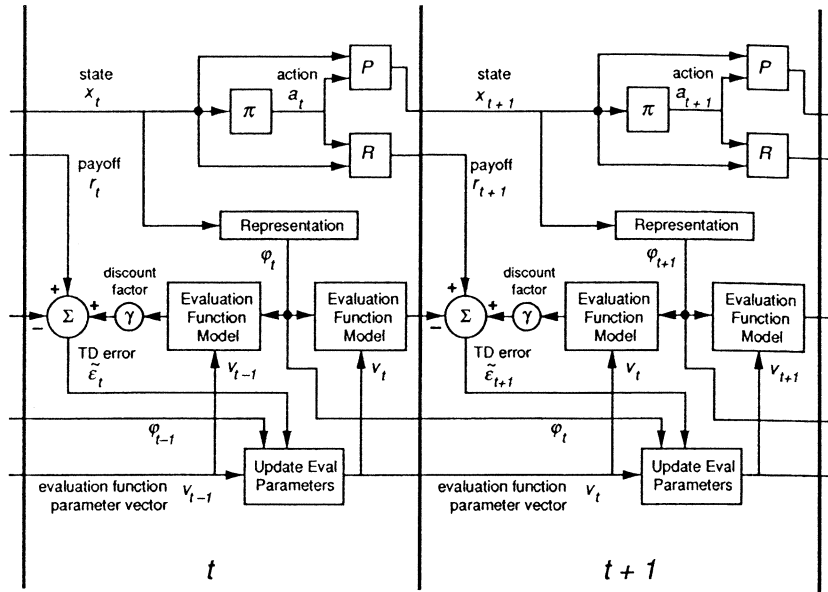 state
x_t
π
action
a_t
P
R
payoff
r_t
Representation
φ_t
+
discount
factor
Σ
+
−
γ
Evaluation
Function
Model
Evaluation
Function
Model
TD error
ε̃_t
v_{t−1}
v_t
φ_{t−1}
Update Eval
Parameters
evaluation function
parameter vector
v_{t−1}
t
state
x_{t+1}
π
action
a_{t+1}
P
R
payoff
r_{t+1}
Representation
φ_{t+1}
+
discount
factor
Σ
+
−
γ
Evaluation
Function
Model
Evaluation
Function
Model
TD error
ε̃_{t+1}
v_t
v_{t+1}
φ_t
Update Eval
Parameters
evaluation function
parameter vector
v_t
t + 1